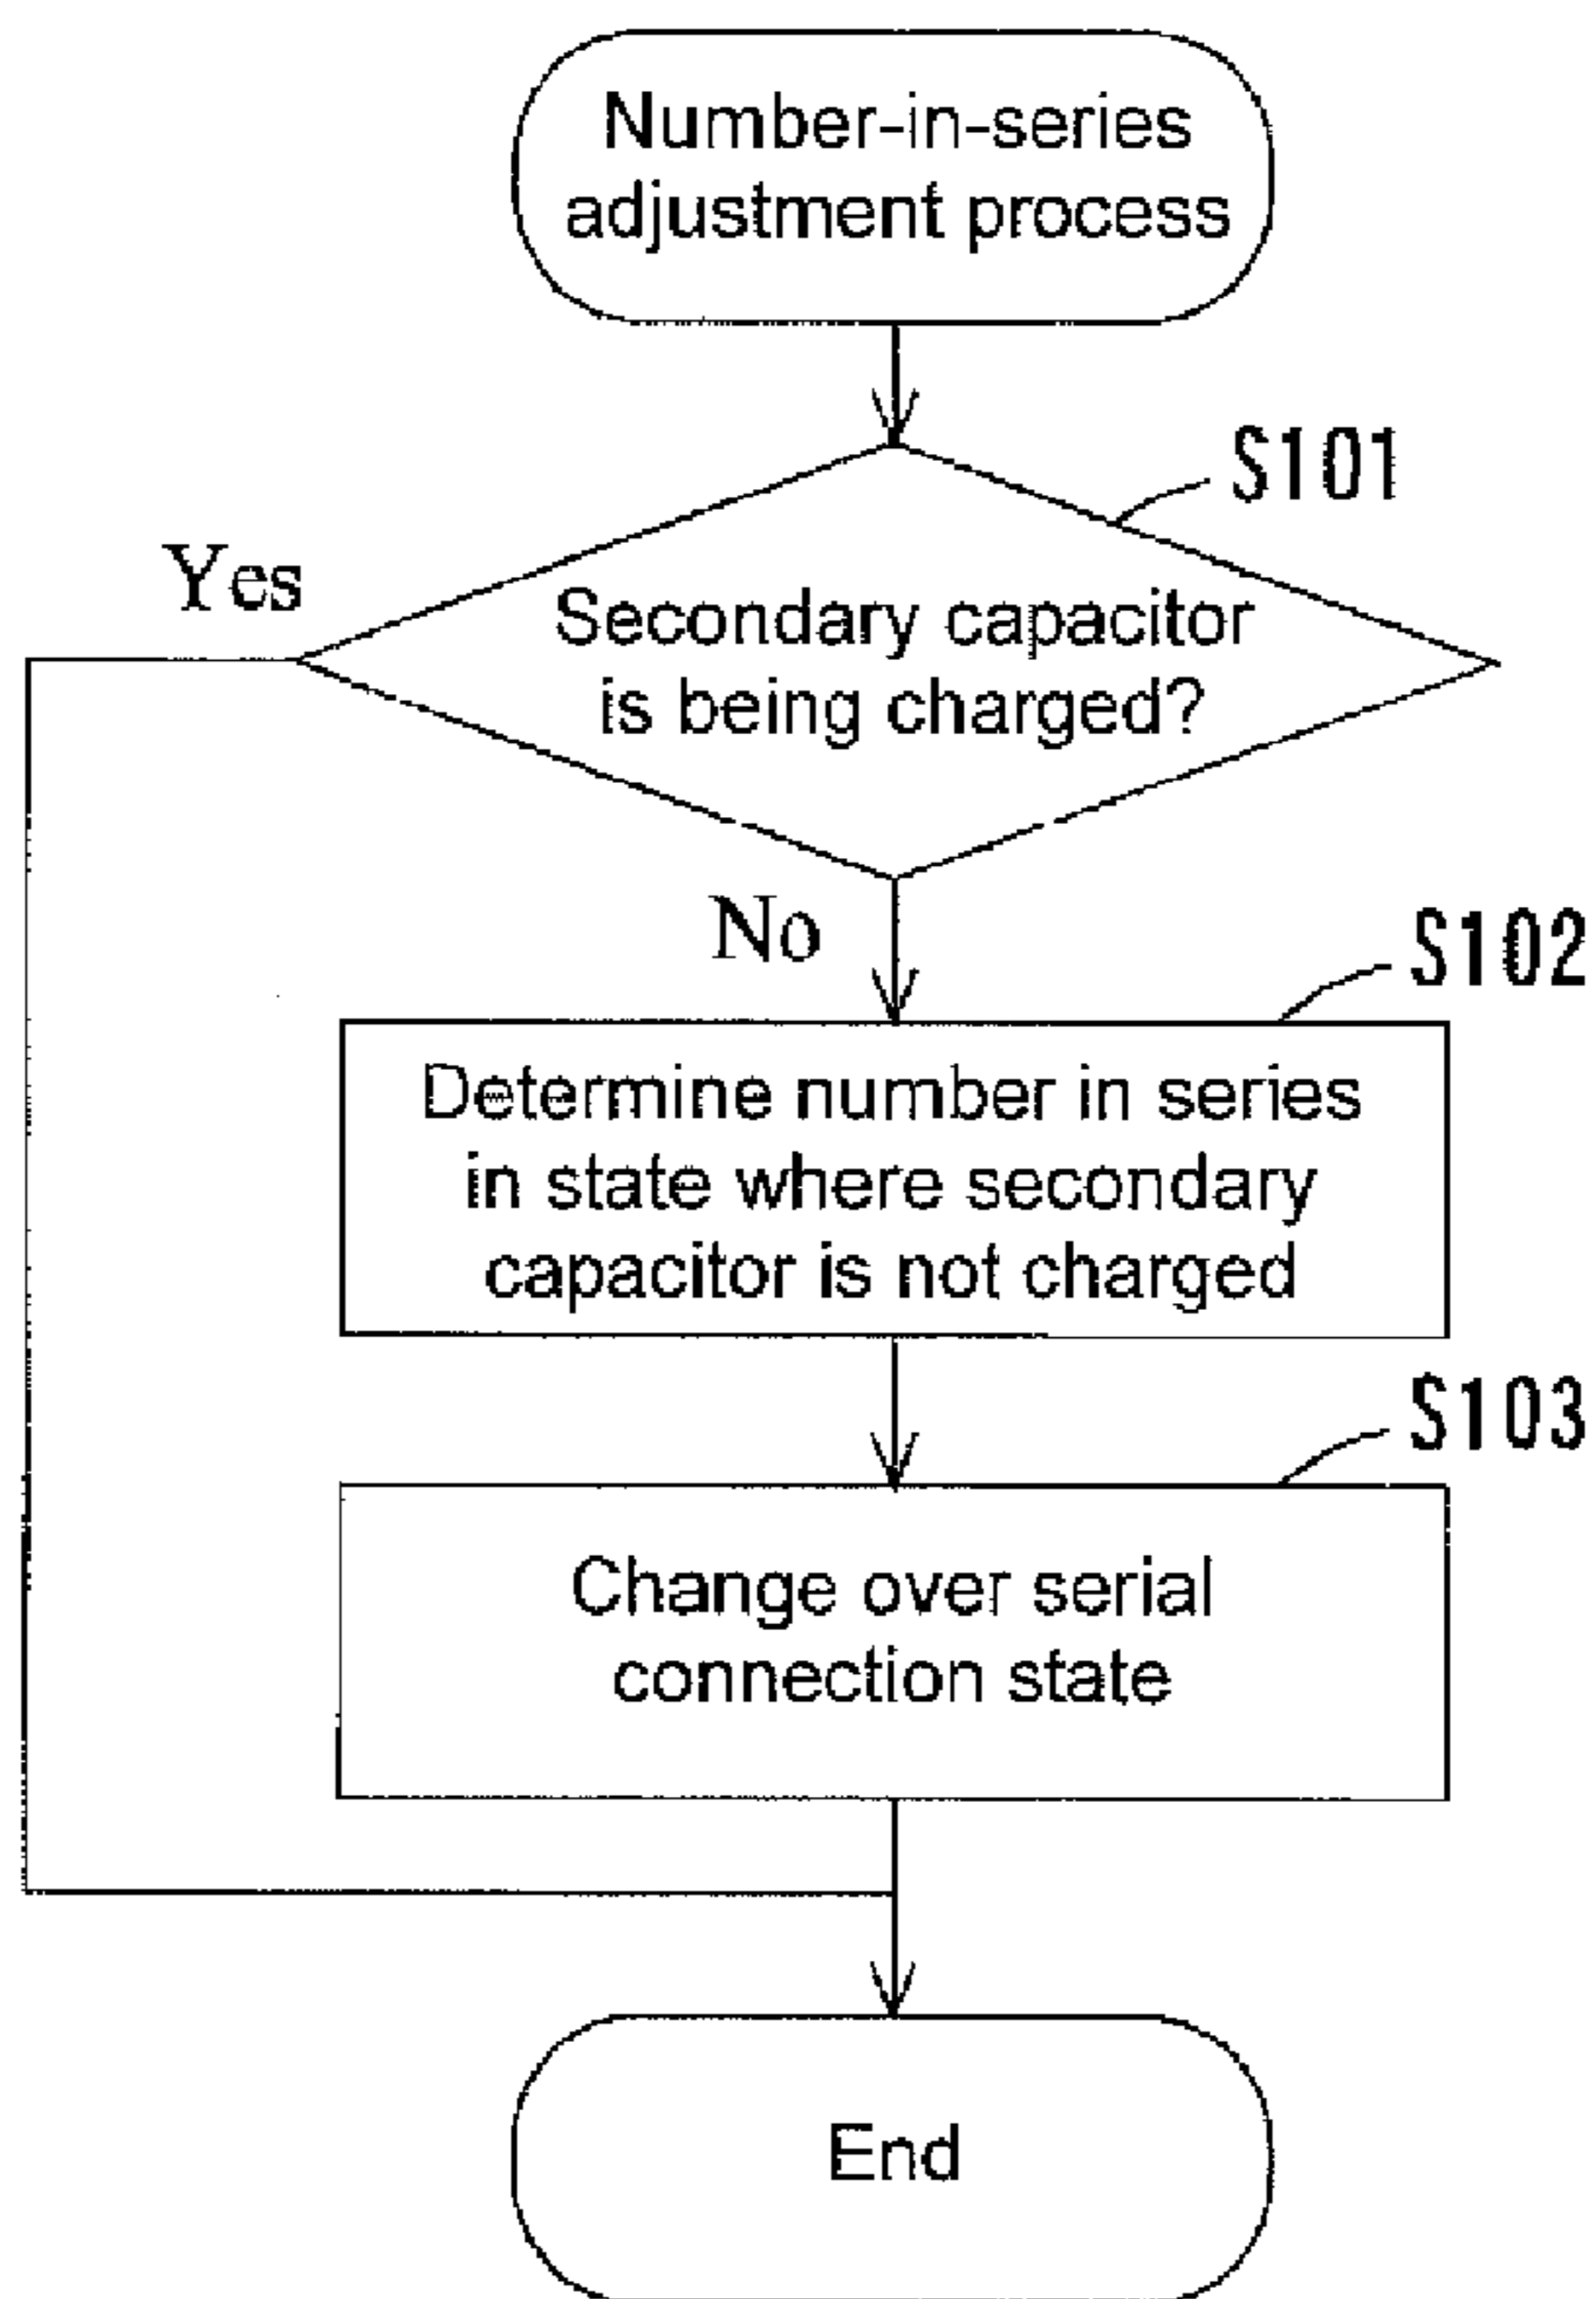 Number-in-series
adjustment process
S101
Yes
Secondary capacitor
is being charged?
No
S102
Determine number in series
in state where secondary
capacitor is not charged
S103
Change over serial
connection state
End